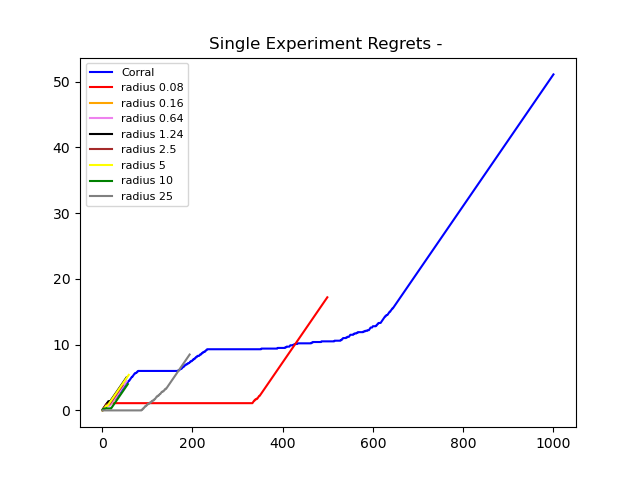 Single Experiment Regrets -
Corral
radius 0.08
radius 0.16
radius 0.64
radius 1.24
radius 2.5
radius 5
radius 10
radius 25
50
40
30
20
10
0
0 200 400 600 800 1000